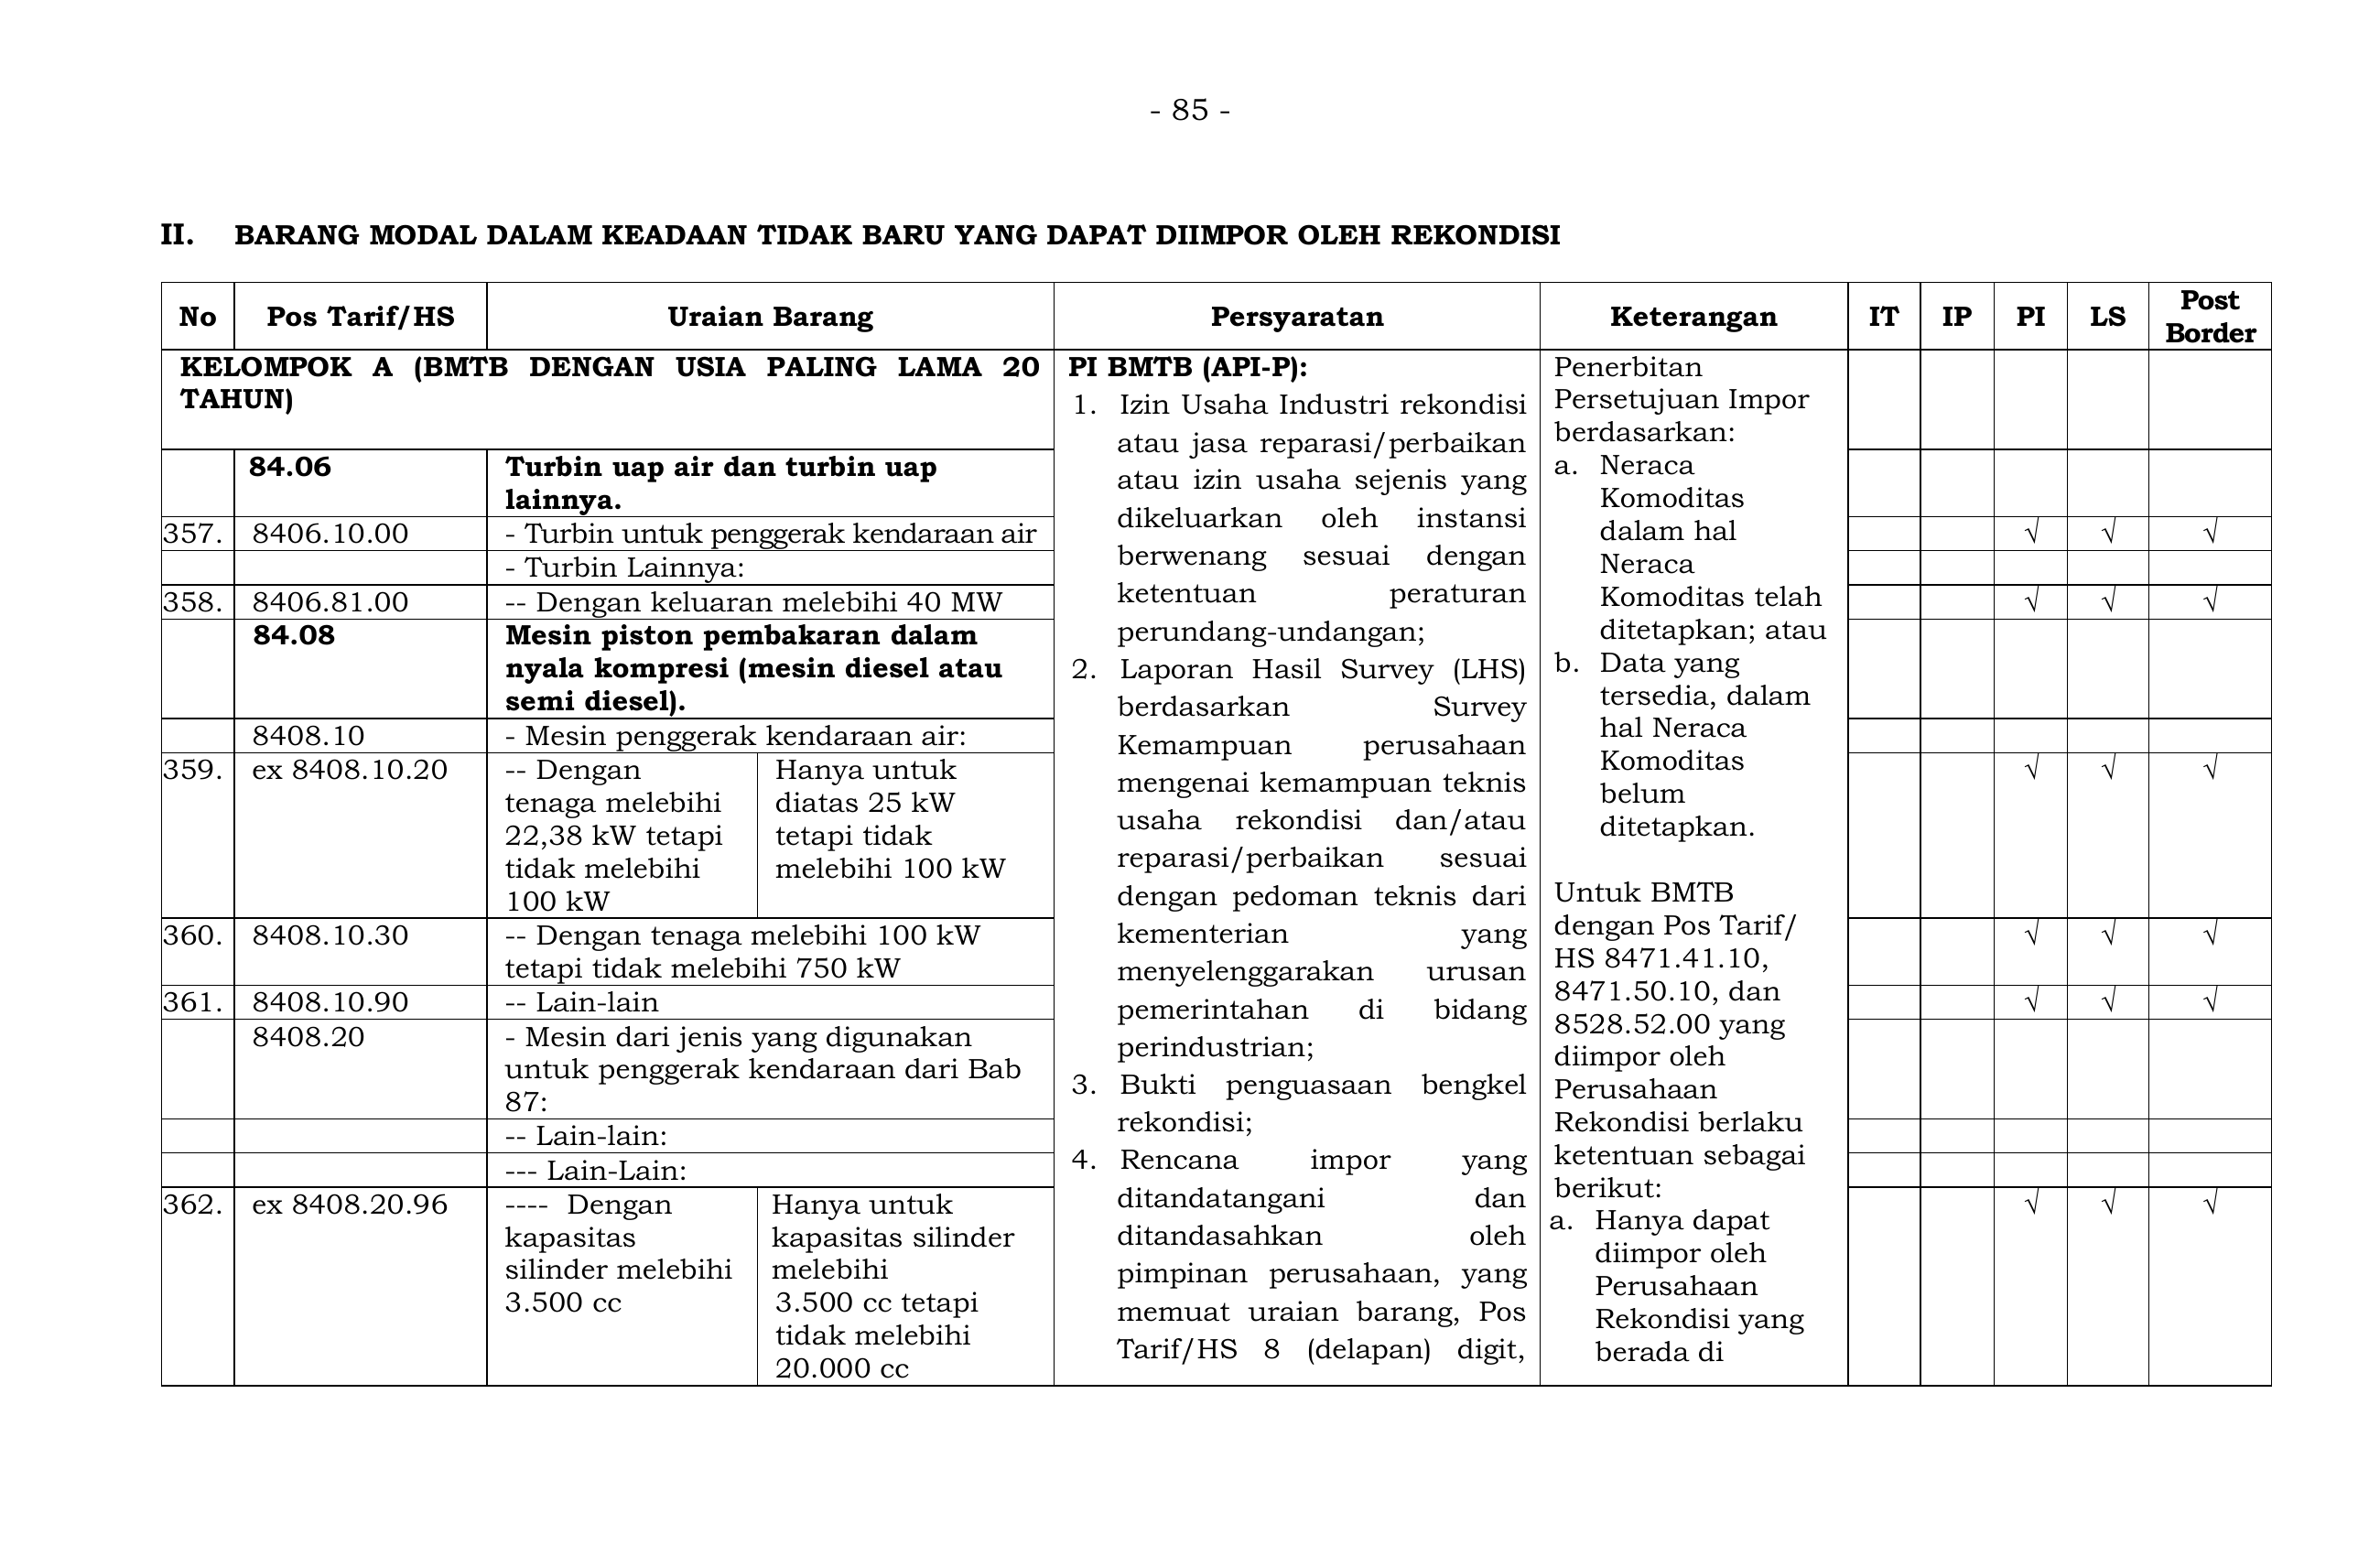 - 85 -
II. BARANG MODAL DALAM KEADAAN TIDAK BARU YANG DAPAT DIIMPOR OLEH REKONDISI
No Pos Tarif/HS Uraian Barang Persyaratan Keterangan IT IP PI LS Post Border
KELOMPOK A (BMTB DENGAN USIA PALING LAMA 20
TAHUN)
84.06 Turbin uap air dan turbin uap
lainnya.
357. 8406.10.00 - Turbin untuk penggerak kendaraan air √ √ √
- Turbin Lainnya:
358. 8406.81.00 -- Dengan keluaran melebihi 40 MW √ √ √
84.08 Mesin piston pembakaran dalam
nyala kompresi (mesin diesel atau
semi diesel).
8408.10 - Mesin penggerak kendaraan air:
359. ex 8408.10.20 -- Dengan
tenaga melebihi
22,38 kW tetapi
tidak melebihi
100 kW
Hanya untuk
diatas 25 kW
tetapi tidak
melebihi 100 kW
√ √ √
360. 8408.10.30 -- Dengan tenaga melebihi 100 kW
tetapi tidak melebihi 750 kW
√ √ √
361. 8408.10.90 -- Lain-lain √ √ √
8408.20 - Mesin dari jenis yang digunakan
untuk penggerak kendaraan dari Bab
87:
-- Lain-lain:
--- Lain-Lain:
362. ex 8408.20.96 ---- Dengan
kapasitas
silinder melebihi
3.500 cc
Hanya untuk
kapasitas silinder
melebihi
3.500 cc tetapi
tidak melebihi
20.000 cc
√ √ √
PI BMTB (API-P):
1. Izin Usaha Industri rekondisi
atau jasa reparasi/perbaikan
atau izin usaha sejenis yang
dikeluarkan oleh instansi
berwenang sesuai dengan
ketentuan peraturan
perundang-undangan;
2. Laporan Hasil Survey (LHS)
berdasarkan Survey
Kemampuan perusahaan
mengenai kemampuan teknis
usaha rekondisi dan/atau
reparasi/perbaikan sesuai
dengan pedoman teknis dari
kementerian yang
menyelenggarakan urusan
pemerintahan di bidang
perindustrian;
3. Bukti penguasaan bengkel
rekondisi;
4. Rencana impor yang
ditandatangani dan
ditandasahkan oleh
pimpinan perusahaan, yang
memuat uraian barang, Pos
Tarif/HS 8 (delapan) digit,
Penerbitan
Persetujuan Impor
berdasarkan:
a. Neraca
Komoditas
dalam hal
Neraca
Komoditas telah
ditetapkan; atau
b. Data yang
tersedia, dalam
hal Neraca
Komoditas
belum
ditetapkan.
Untuk BMTB
dengan Pos Tarif/
HS 8471.41.10,
8471.50.10, dan
8528.52.00 yang
diimpor oleh
Perusahaan
Rekondisi berlaku
ketentuan sebagai
berikut:
a. Hanya dapat
diimpor oleh
Perusahaan
Rekondisi yang
berada di